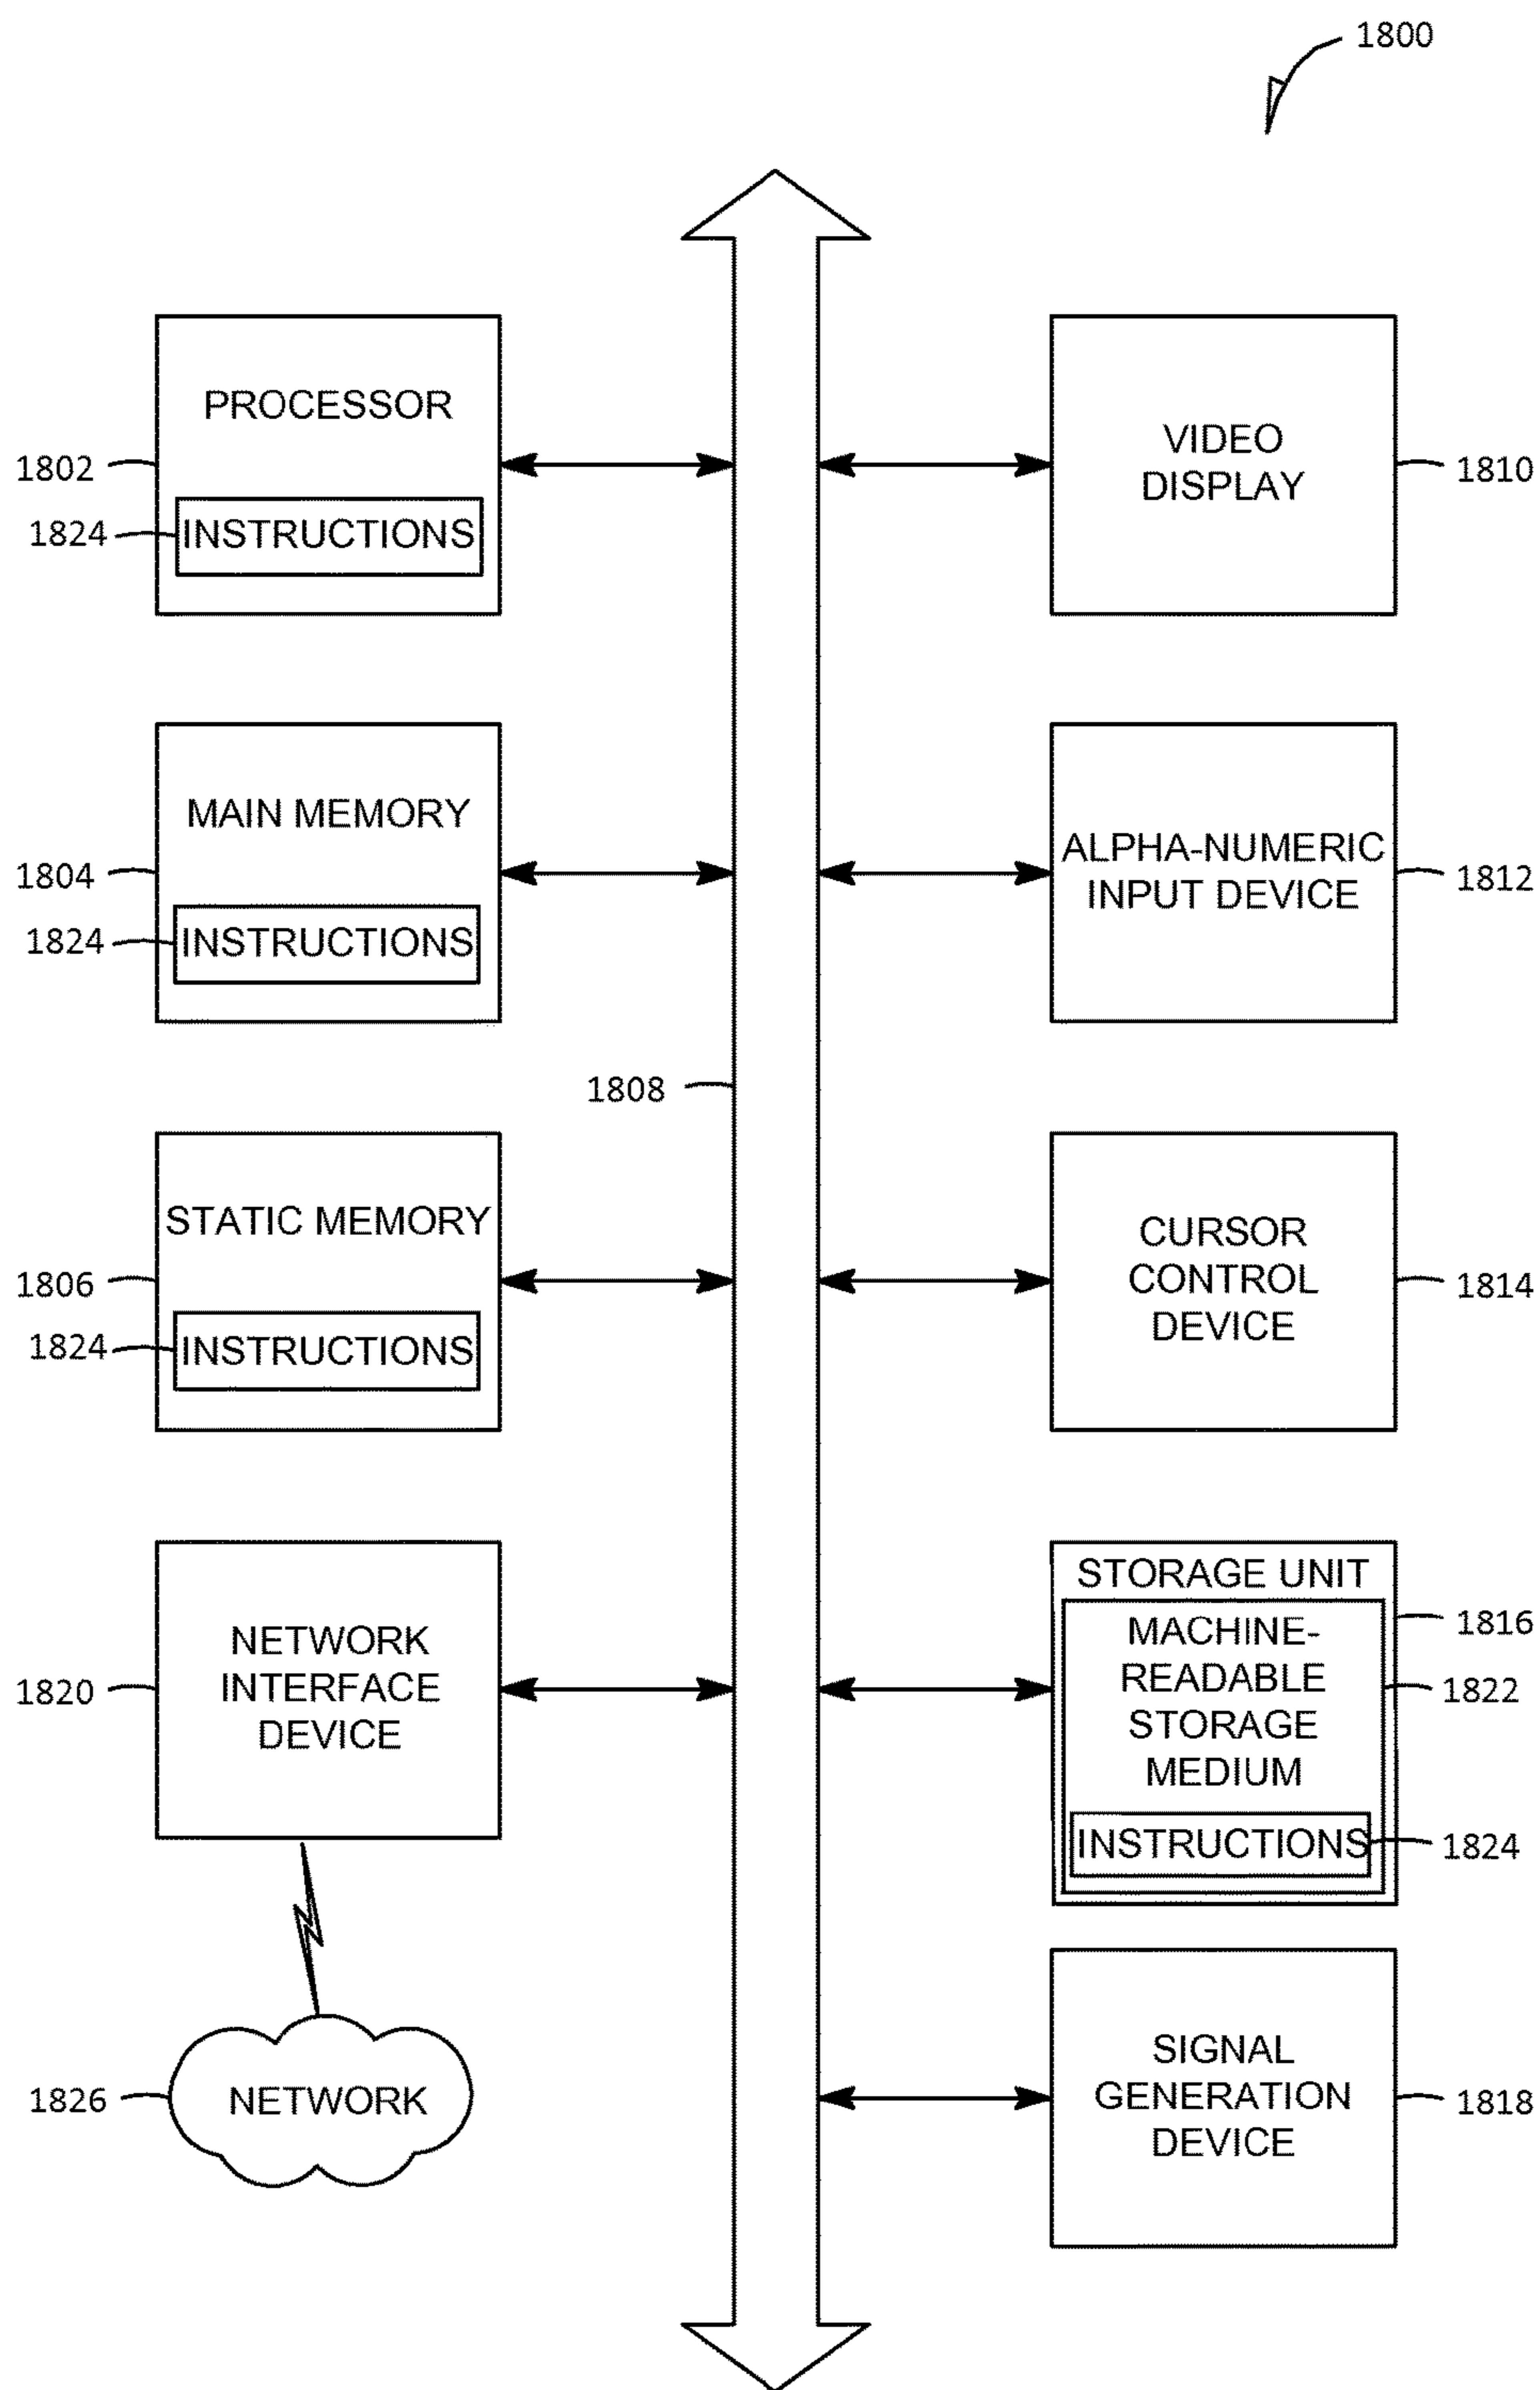 1800
PROCESSOR
1802
1824
INSTRUCTIONS
VIDEO
DISPLAY
1810
MAIN MEMORY
1804
1824
INSTRUCTIONS
ALPHA-NUMERIC
INPUT DEVICE
1812
1808
STATIC MEMORY
1806
1824
INSTRUCTIONS
CURSOR
CONTROL
DEVICE
1814
NETWORK
INTERFACE
DEVICE
1820
STORAGE UNIT
1816
MACHINE-
READABLE
STORAGE
MEDIUM
1822
INSTRUCTIONS
1824
1826
NETWORK
SIGNAL
GENERATION
DEVICE
1818